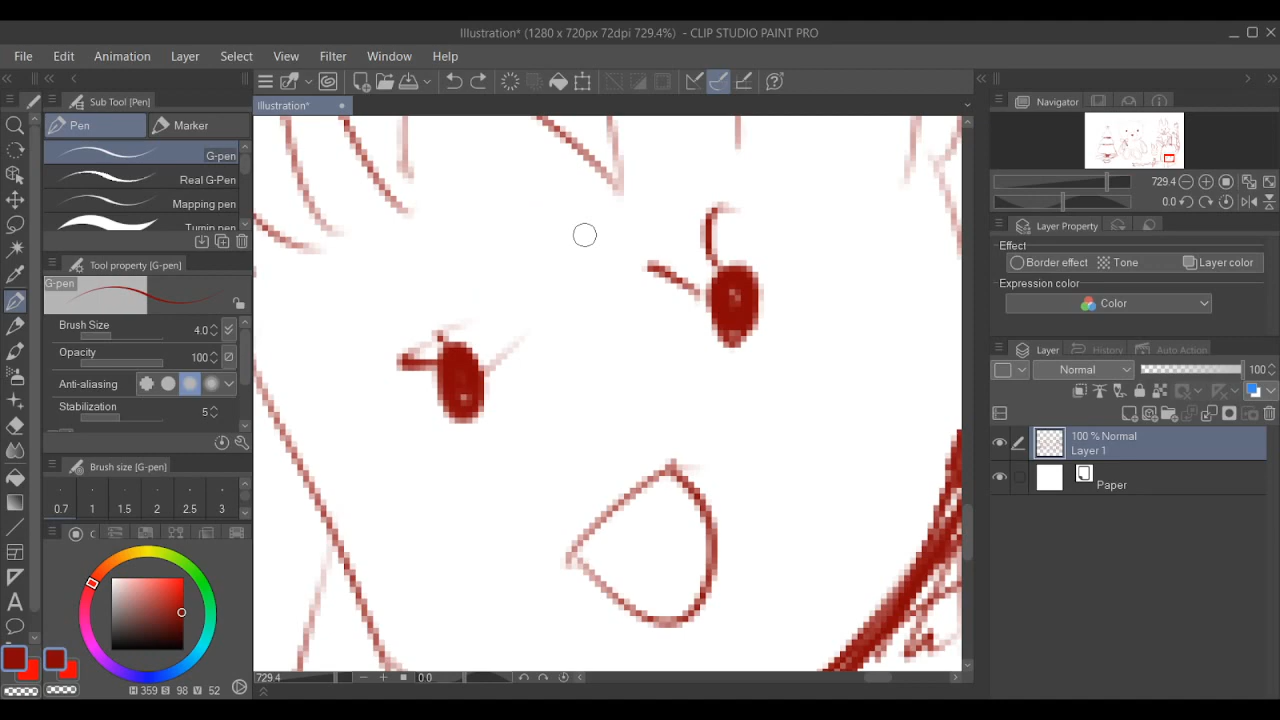 Illustration* (1280 x 720px 72dpi 729.4%)  - CLIP STUDIO PAINT PRO
File Edit Animation Layer Select View Filter Window Help
Sub Tool [Pen]
Pen Marker
G-pen
Real G-Pen
Mapping pen
Turnip pen
Tool property [G-pen]
G-pen
Brush Size 4.0
Opacity 100
Anti-aliasing
Stabilization 5
Brush size [G-pen]
0.7 1 1.5 2 2.5 3
C
H 359 S 98 V 52
Illustration*
729.4 0.0
Navigator
729.4
0.0
Layer Property
Effect
Border effect Tone Layer color
Expression color
Color
Layer History Auto Action
Normal 100
100 % Normal
Layer 1
Paper